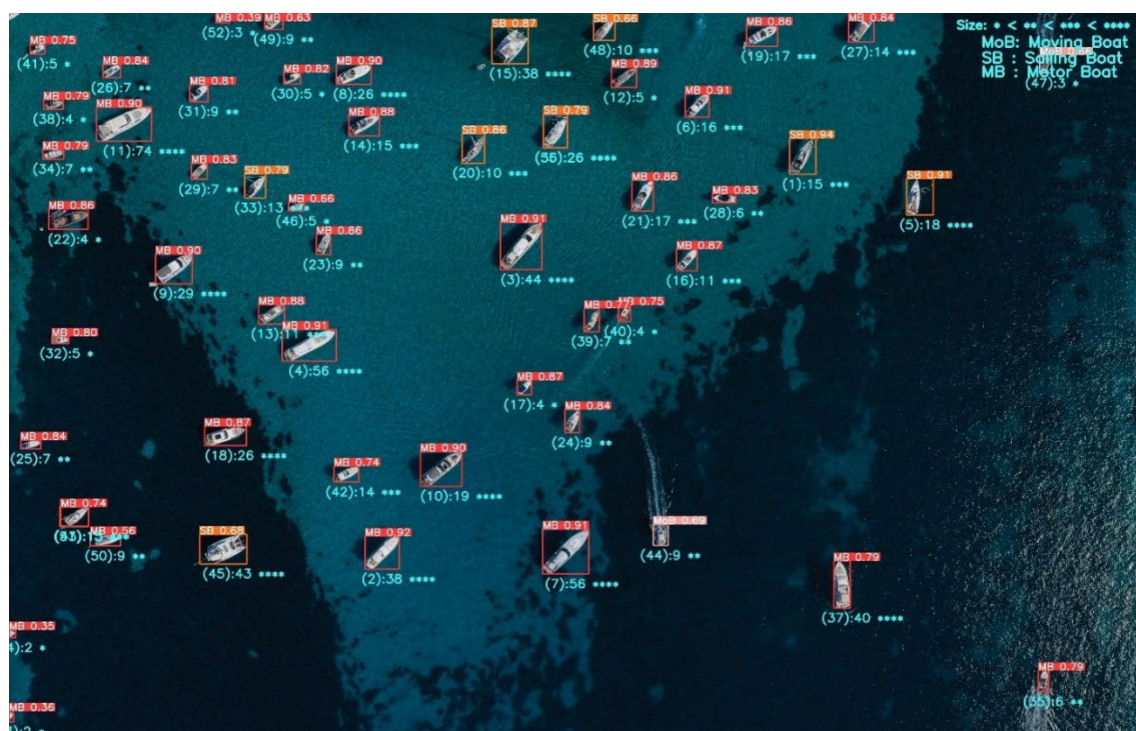 MB 0.39
(52):3 *
MB 0.63
(49):9 **
SB 0.87
(15):38 ****
SB 0.66
(48):10 ***
MB 0.86
(19):17 ***
MB 0.84
(27):14 ***
Size: * < ** < *** < ****
MoB: Moving Boat
SB : Sailing Boat
MB : Motor Boat
(47):3 *
MB 0.75
(41):5 *
MB 0.84
(26):7 **
MB 0.81
(31):9 **
MB 0.82
(30):5 *
MB 0.90
(8):26 ****
MB 0.89
(12):5 *
MB 0.91
(6):16 ***
MB 0.79
(38):4 *
MB 0.90
(11):74 ****
MB 0.88
(14):15 ***
SB 0.86
(20):10 ***
SB 0.79
:26 ****
SB 0.94
(1):15 ***
MB 0.79
(34):7 **
MB 0.83
(29):7 **
SB 0.79
(33):13
MB 0.66
(46):5 *
MB 0.86
(21):17 ***
MB 0.83
(28):6 **
SB 0.91
(5):18 ****
MB 0.86
(22):4 *
MB 0.86
(23):9 **
MB 0.91
(3):44 ****
MB 0.87
(16):11 ***
MB 0.90
(9):29 ****
MB 0.88
(13):11
MB 0.91
(4):56 ****
MB 0.77
(39):7 **
MB 0.75
(40):4 *
MB 0.80
(32):5 *
MB 0.87
(17):4 *
MB 0.84
(24):9 **
MB 0.84
(25):7 **
MB 0.87
(18):26 ****
MB 0.74
(42):14 ***
MB 0.90
(10):19 ****
MB 0.74
MB 0.56
(50):9 **
SB 0.68
(45):43 ****
MB 0.92
(2):38 ****
MB 0.91
(7):56 ****
MoB 0.69
(44):9 **
MB 0.79
(37):40 ****
MB 0.35
):2 *
MB 0.79
(35):6 **
MB 0.36